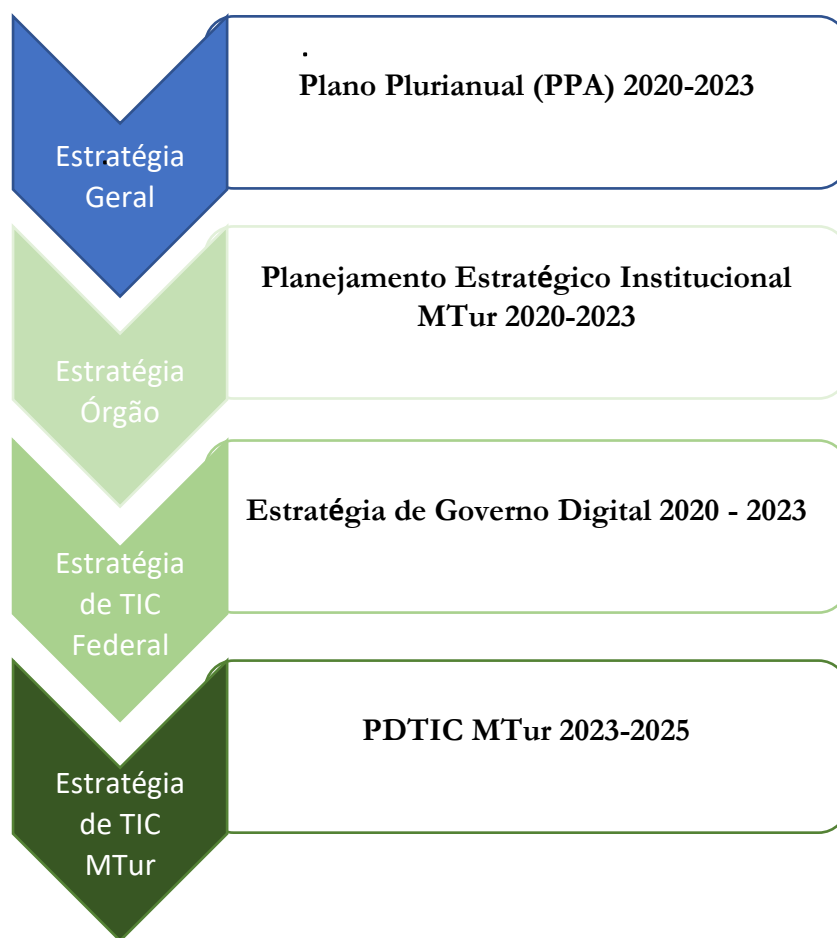 Plano Plurianual (PPA) 2020-2023
Estratégia
Geral
Planejamento Estratégico Institucional
MTur 2020-2023
Estratégia
Órgão
Estratégia de Governo Digital 2020 - 2023
Estratégia
de TIC
Federal
PDTIC MTur 2023-2025
Estratégia
de TIC
MTur